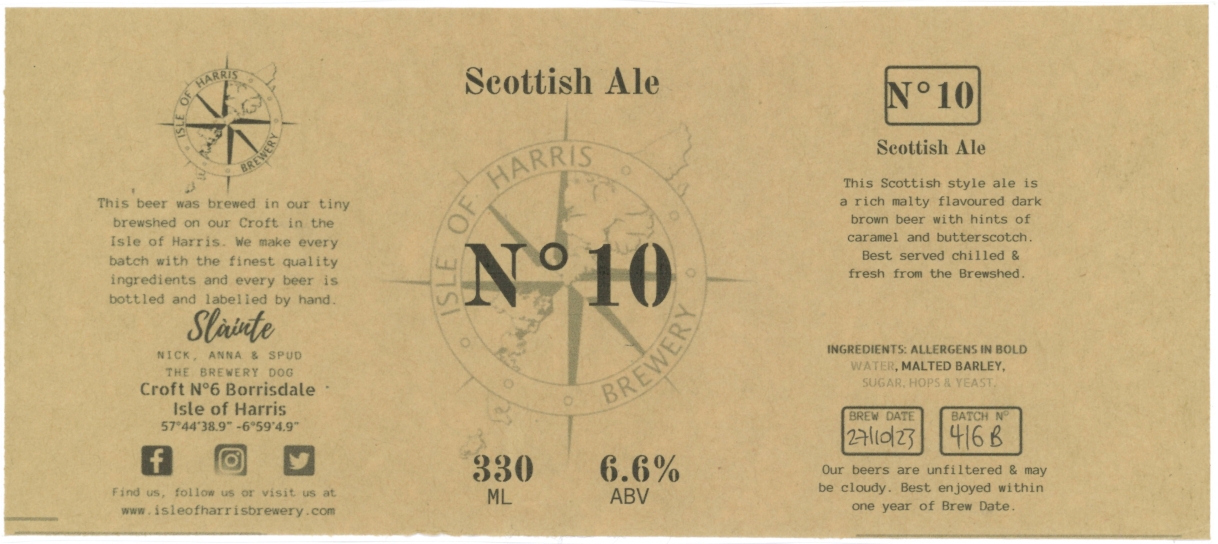 ISLE OF HARRIS
BREWERY
This beer was brewed in our tiny
brewshed on our Croft in the
Isle of Harris. We make every
batch with the finest quality
ingredients and every beer is
bottled and labelled by hand.
Slàinte
NICK, ANNA & SPUD
THE BREWERY DOG
Croft N°6 Borrisdale
Isle of Harris
57°44'38.9" -6°59'4.9"
Find us, follow us or visit us at
www.isleofharrisbrewery.com
Scottish Ale
ISLE OF HARRIS
BREWERY
N°10
330 6.6%
ML ABV
N°10
Scottish Ale
This Scottish style ale is
a rich malty flavoured dark
brown beer with hints of
caramel and butterscotch.
Best served chilled &
fresh from the Brewshed.
INGREDIENTS: ALLERGENS IN BOLD
WATER, MALTED BARLEY,
SUGAR, HOPS & YEAST.
BREW DATE BATCH N°
27/10/23 4/6 B
Our beers are unfiltered & may
be cloudy. Best enjoyed within
one year of Brew Date.